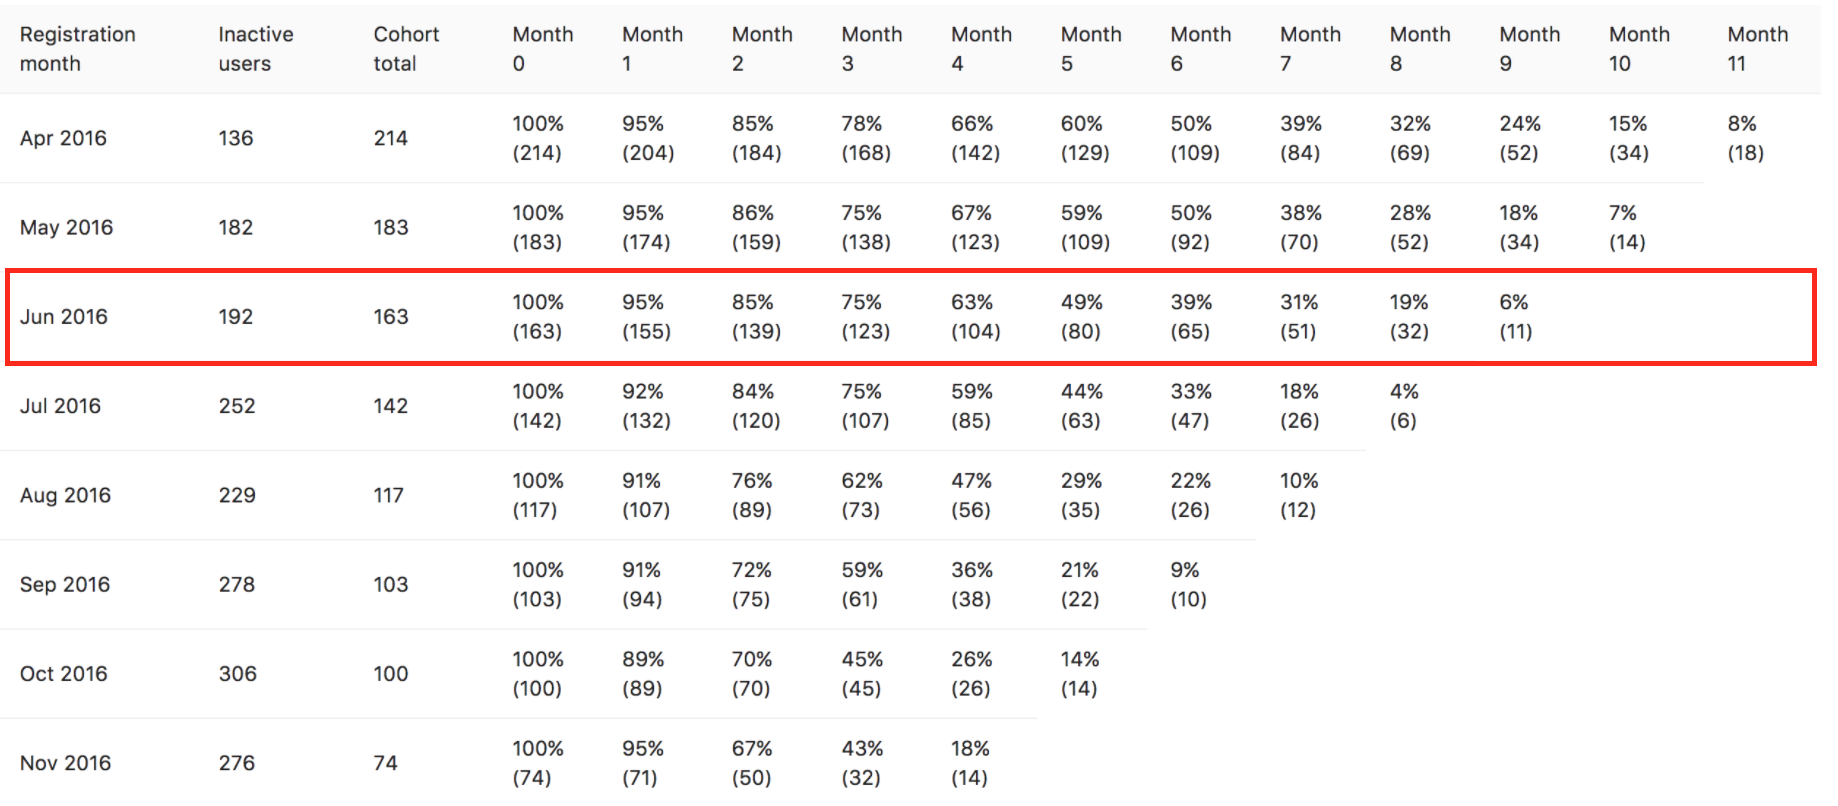 Registration month Inactive users Cohort total Month 0 Month 1 Month 2 Month 3 Month 4 Month 5 Month 6 Month 7 Month 8 Month 9 Month 10 Month 11
Apr 2016 136 214 100% (214) 95% (204) 85% (184) 78% (168) 66% (142) 60% (129) 50% (109) 39% (84) 32% (69) 24% (52) 15% (34) 8% (18)
May 2016 182 183 100% (183) 95% (174) 86% (159) 75% (138) 67% (123) 59% (109) 50% (92) 38% (70) 28% (52) 18% (34) 7% (14)
Jun 2016 192 163 100% (163) 95% (155) 85% (139) 75% (123) 63% (104) 49% (80) 39% (65) 31% (51) 19% (32) 6% (11)
Jul 2016 252 142 100% (142) 92% (132) 84% (120) 75% (107) 59% (85) 44% (63) 33% (47) 18% (26) 4% (6)
Aug 2016 229 117 100% (117) 91% (107) 76% (89) 62% (73) 47% (56) 29% (35) 22% (26) 10% (12)
Sep 2016 278 103 100% (103) 91% (94) 72% (75) 59% (61) 36% (38) 21% (22) 9% (10)
Oct 2016 306 100 100% (100) 89% (89) 70% (70) 45% (45) 26% (26) 14% (14)
Nov 2016 276 74 100% (74) 95% (71) 67% (50) 43% (32) 18% (14)